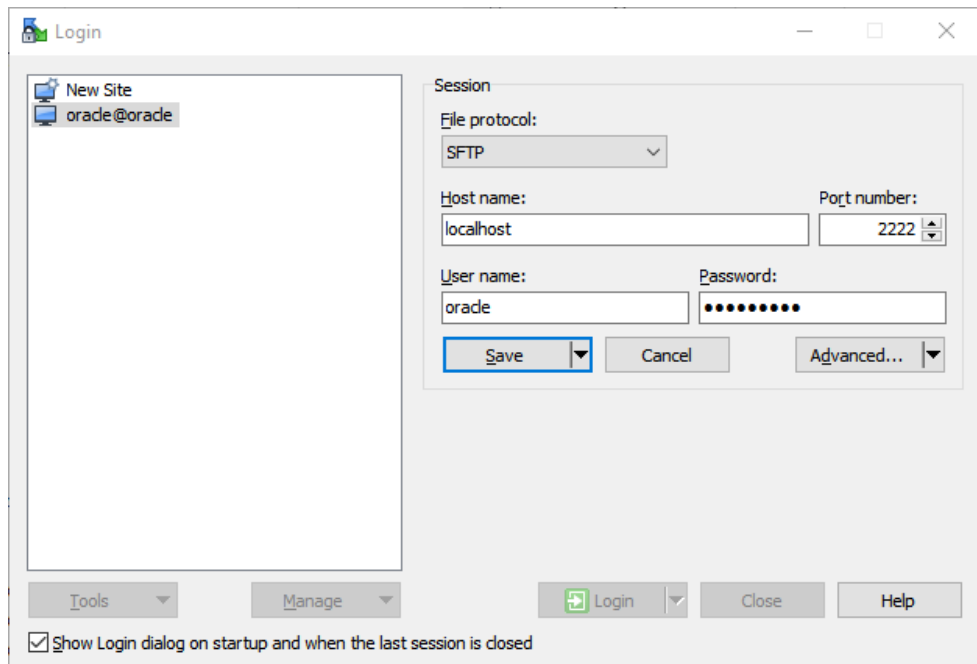 Login
New Site
oracle@oracle
Session
File protocol:
SFTP
Host name:
Port number:
localhost
2222
User name:
Password:
oracle
●●●●●●●●●
Save
Cancel
Advanced...
Tools
Manage
Login
Close
Help
Show Login dialog on startup and when the last session is closed